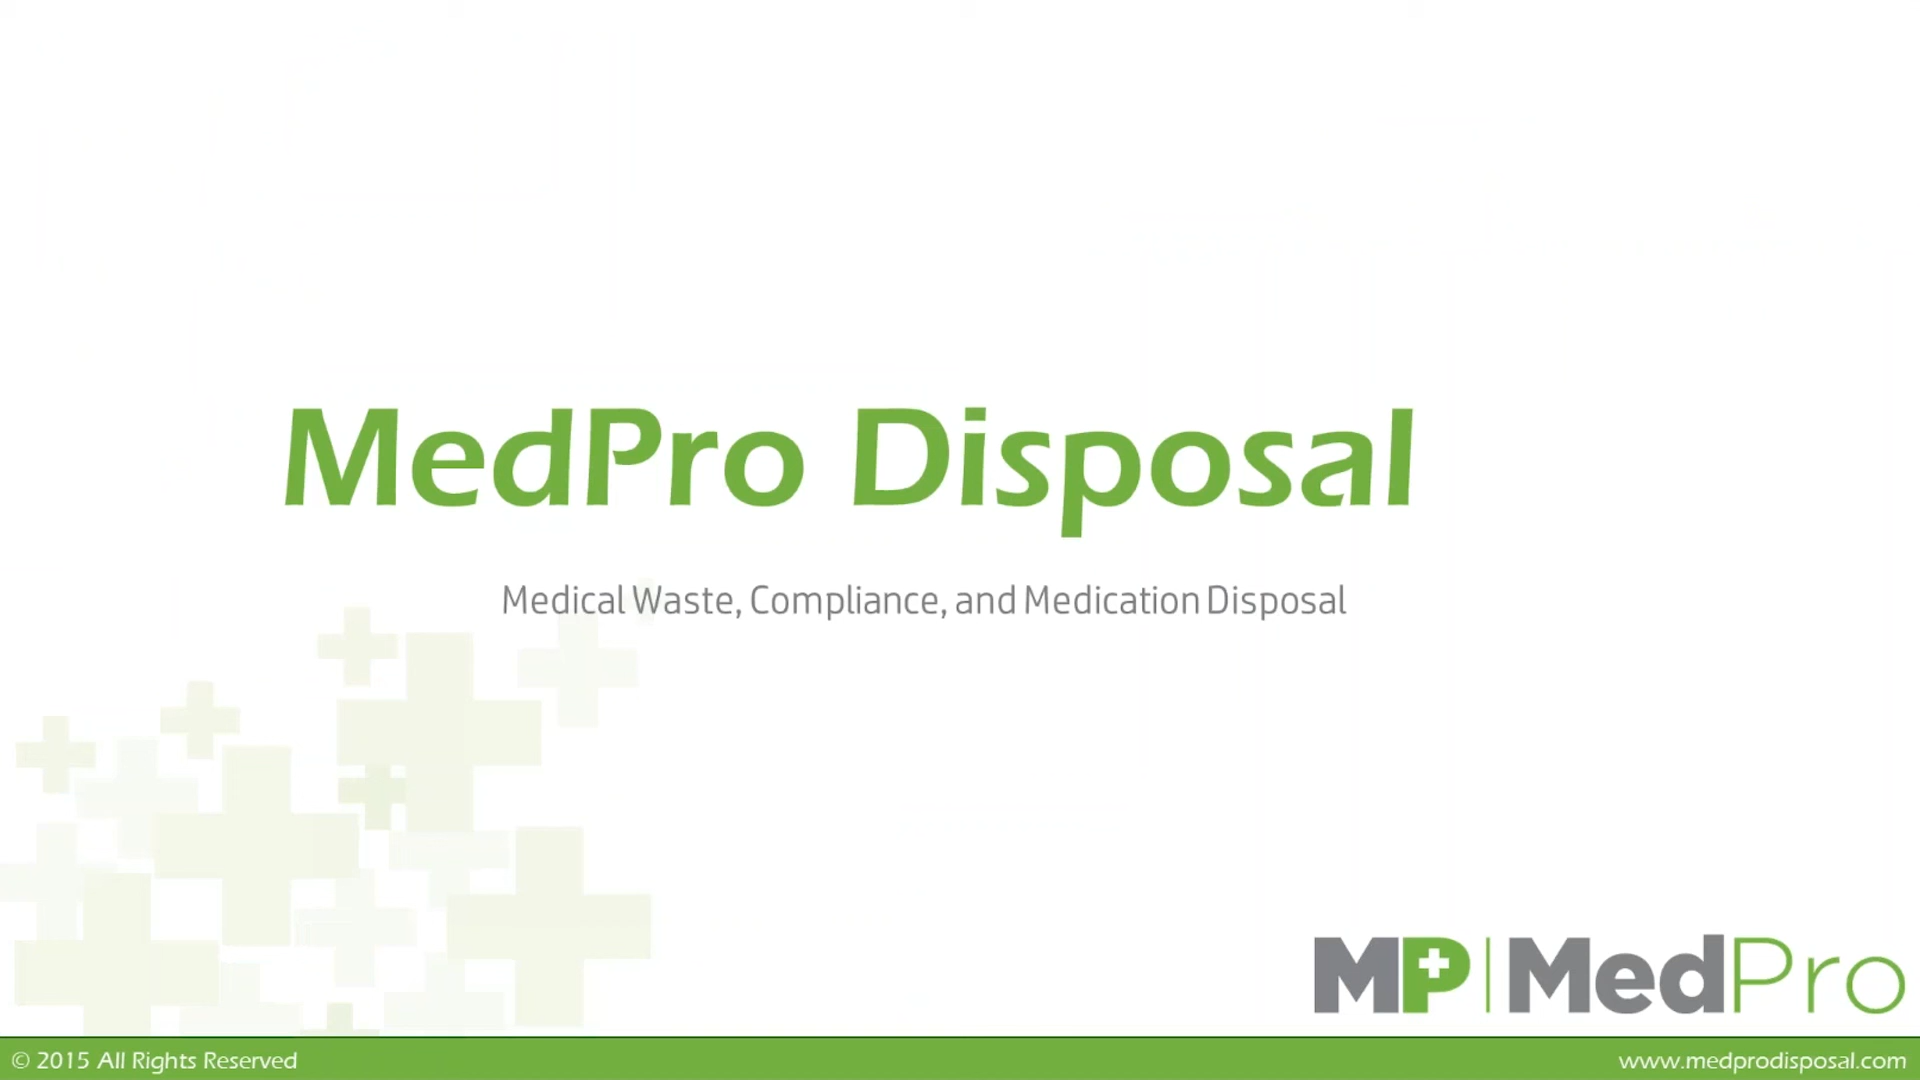 MedPro Disposal
Medical Waste, Compliance, and Medication Disposal
MP MedPro
© 2015 All Rights Reserved
www.medprodisposal.com